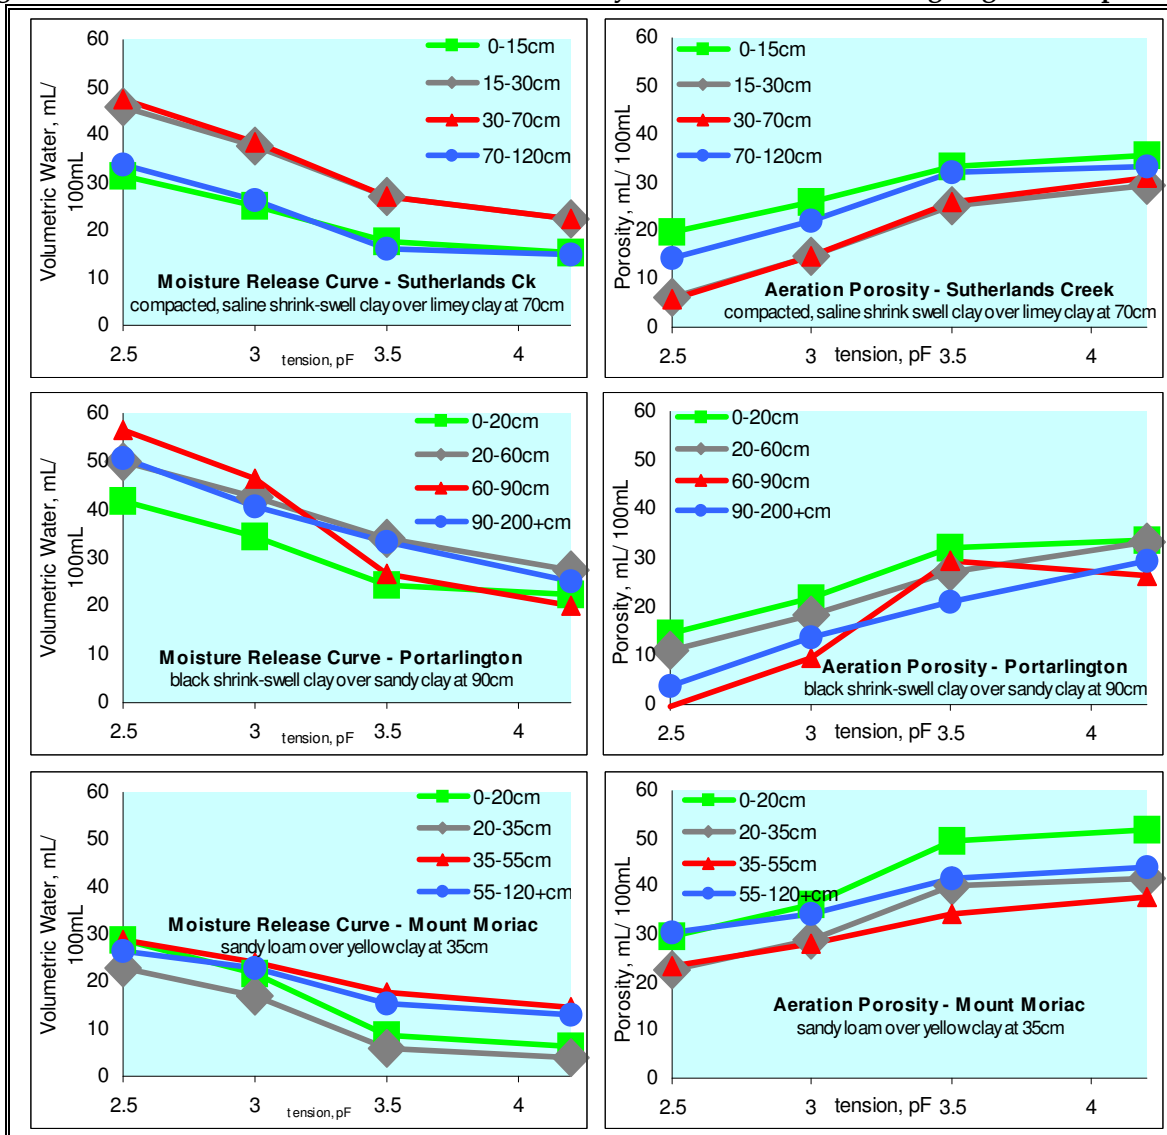 60
50
40
30
20
10
0
Volumetric Water, mL/
100mL
0-15cm
15-30cm
30-70cm
70-120cm
Moisture Release Curve - Sutherlands Ck
compacted, saline shrink-swell clay over limey clay at 70cm
2.5 3 3.5 4
tension, pF
60
50
40
30
20
10
0
Porosity, mL/ 100mL
0-15cm
15-30cm
30-70cm
70-120cm
Aeration Porosity - Sutherlands Creek
compacted, saline shrink swell clay over limey clay at 70cm
2.5 3 3.5 4
tension, pF
60
50
40
30
20
10
0
Volumetric Water, mL/
100mL
0-20cm
20-60cm
60-90cm
90-200+cm
Moisture Release Curve - Portarlington
black shrink-swell clay over sandy clay at 90cm
2.5 3 3.5 4
tension, pF
60
50
40
30
20
10
0
Porosity, mL/ 100mL
0-20cm
20-60cm
60-90cm
90-200+cm
Aeration Porosity - Portarlington
black shrink-swell clay over sandy clay at 90cm
2.5 3 3.5 4
tension, pF
60
50
40
30
20
10
0
Volumetric Water, mL/
100mL
0-20cm
20-35cm
35-55cm
55-120+cm
Moisture Release Curve - Mount Moriac
sandy loam over yellow clay at 35cm
2.5 3 3.5 4
tension, pF
60
50
40
30
20
10
0
Porosity, mL/ 100mL
0-20cm
20-35cm
35-55cm
55-120+cm
Aeration Porosity - Mount Moriac
sandy loam over yellow clay at 35cm
2.5 3 3.5 4
tension, pF